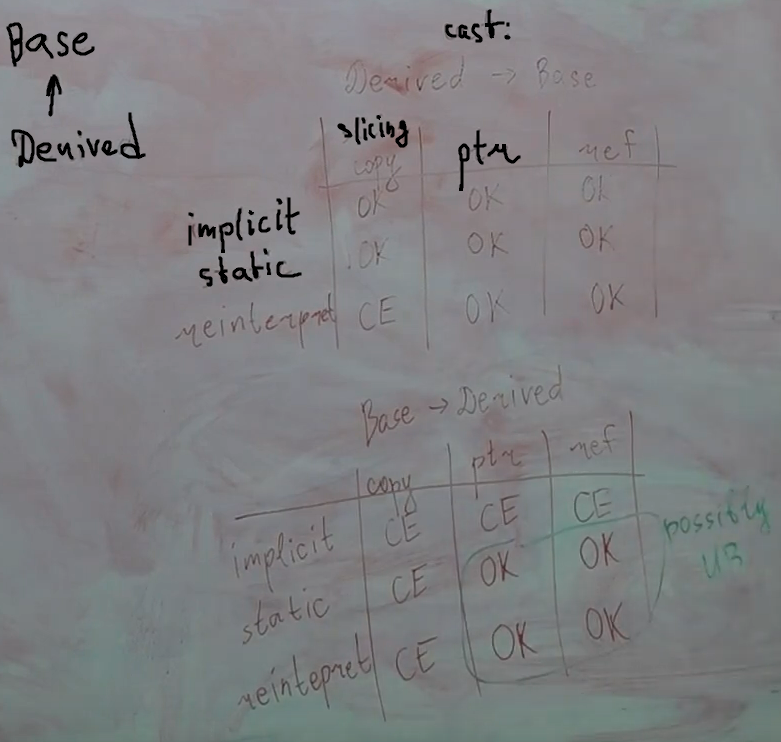 Base
Derived
cast:
Derived → Base
slicing
copy ptr ref
implicit OK OK OK
static OK OK OK
reinterpret CE OK OK
Base → Derived
copy ptr ref
implicit CE CE CE
static CE OK OK
reintepret CE OK OK
possibly
UB